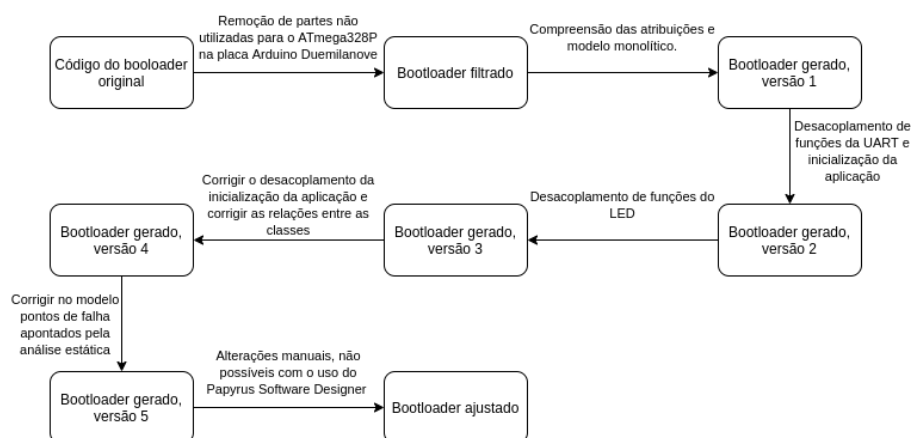 Código do booloader
original
Remoção de partes não
utilizadas para o ATmega328P
na placa Arduino Duemilanove
Bootloader filtrado
Compreensão das atribuições e
modelo monolítico.
Bootloader gerado,
versão 1
Desacoplamento de
funções da UART e
inicialização da
aplicação
Bootloader gerado,
versão 2
Desacoplamento de funções do
LED
Bootloader gerado,
versão 3
Corrigir o desacoplamento da
inicialização da aplicação e
corrigir as relações entre as
classes
Bootloader gerado,
versão 4
Corrigir no modelo
pontos de falha
apontados pela
análise estática
Bootloader gerado,
versão 5
Alterações manuais, não
possíveis com o uso do
Papyrus Software Designer
Bootloader ajustado